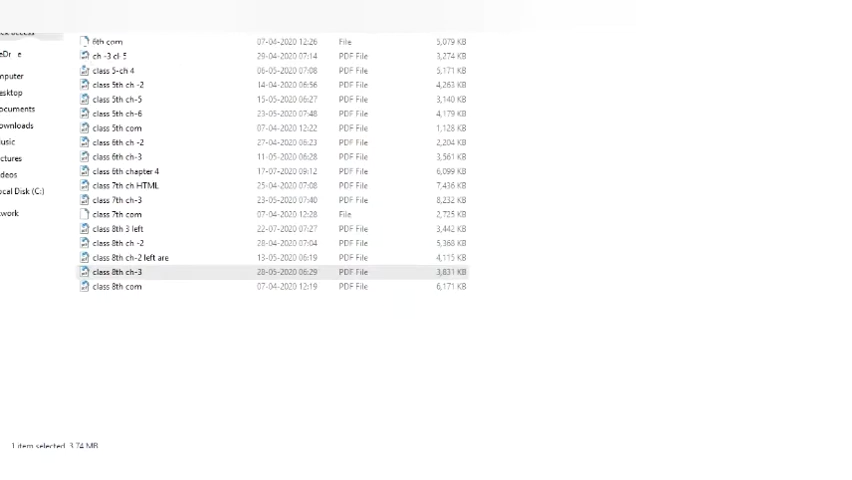 6th com 07-04-2020 12:26 File 5,079 KB
ch -3 cl- 5 29-04-2020 07:14 PDF File 3,274 KB
class 5-ch 4 06-05-2020 07:08 PDF File 5,171 KB
class 5th ch -2 14-04-2020 06:56 PDF File 4,263 KB
class 5th ch-5 15-05-2020 06:27 PDF File 3,140 KB
class 5th ch-6 23-05-2020 07:48 PDF File 4,179 KB
class 5th com 07-04-2020 12:22 PDF File 1,128 KB
class 6th ch -2 27-04-2020 06:23 PDF File 2,204 KB
class 6th ch-3 11-05-2020 06:28 PDF File 3,561 KB
class 6th chapter 4 17-07-2020 09:12 PDF File 6,099 KB
class 7th ch HTML 25-04-2020 07:08 PDF File 7,436 KB
class 7th ch-3 23-05-2020 07:40 PDF File 8,232 KB
class 7th com 07-04-2020 12:28 File 2,725 KB
class 8th 3 left 22-07-2020 07:27 PDF File 3,442 KB
class 8th ch -2 28-04-2020 07:04 PDF File 5,368 KB
class 8th ch-2 left are 13-05-2020 06:19 PDF File 4,115 KB
class 8th ch-3 28-05-2020 06:29 PDF File 3,831 KB
class 8th com 07-04-2020 12:19 PDF File 6,171 KB
eDr e
mputer
esktop
ocuments
ownloads
usic
ctures
deos
ocal Disk (C:)
twork
1 item selected 3.74 MB